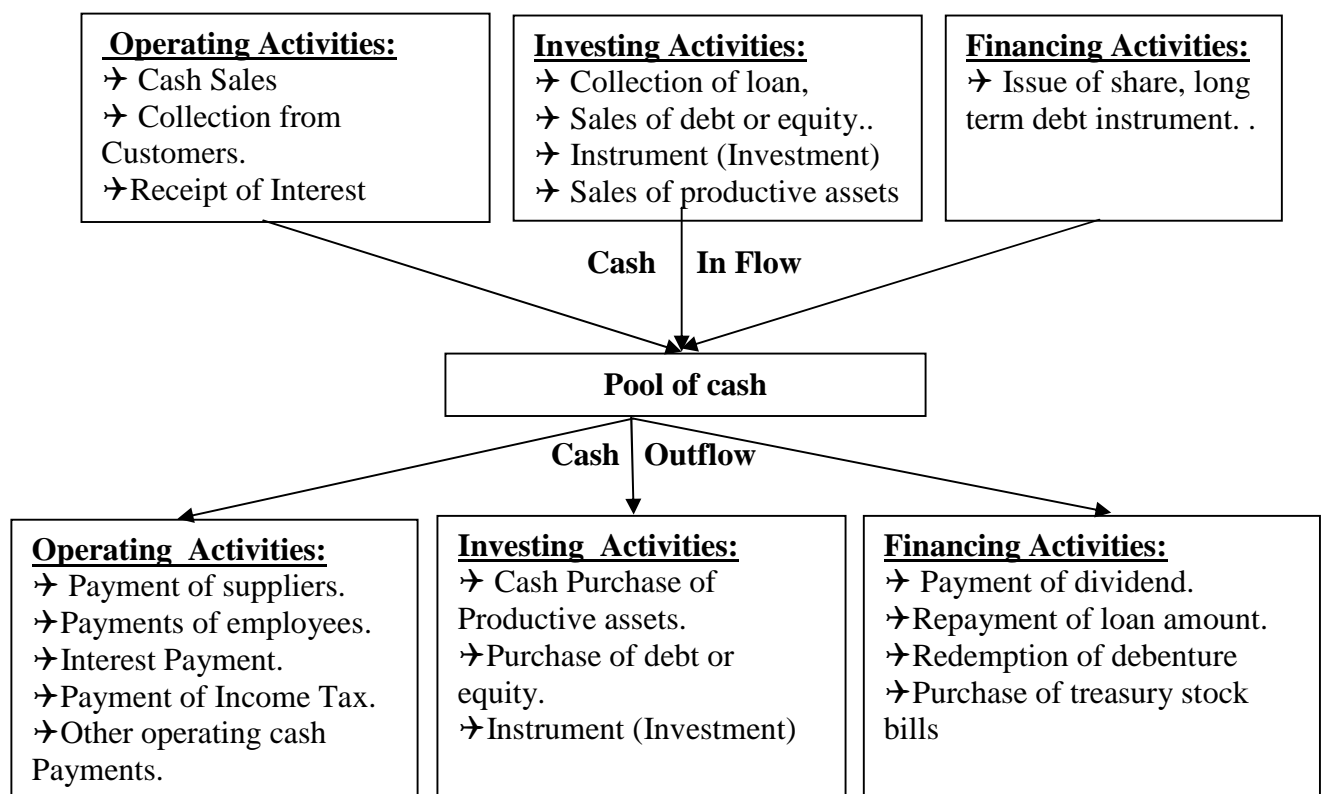 Operating Activities:
✈ Cash Sales
✈ Collection from
Customers.
✈Receipt of Interest
Investing Activities:
✈ Collection of loan,
✈ Sales of debt or equity..
✈ Instrument (Investment)
✈ Sales of productive assets
Financing Activities:
✈ Issue of share, long
term debt instrument. .
Cash In Flow
Pool of cash
Cash Outflow
Operating Activities:
✈ Payment of suppliers.
✈Payments of employees.
✈Interest Payment.
✈Payment of Income Tax.
✈Other operating cash
Payments.
Investing Activities:
✈ Cash Purchase of
Productive assets.
✈Purchase of debt or
equity.
✈Instrument (Investment)
Financing Activities:
✈ Payment of dividend.
✈Repayment of loan amount.
✈Redemption of debenture
✈Purchase of treasury stock
bills